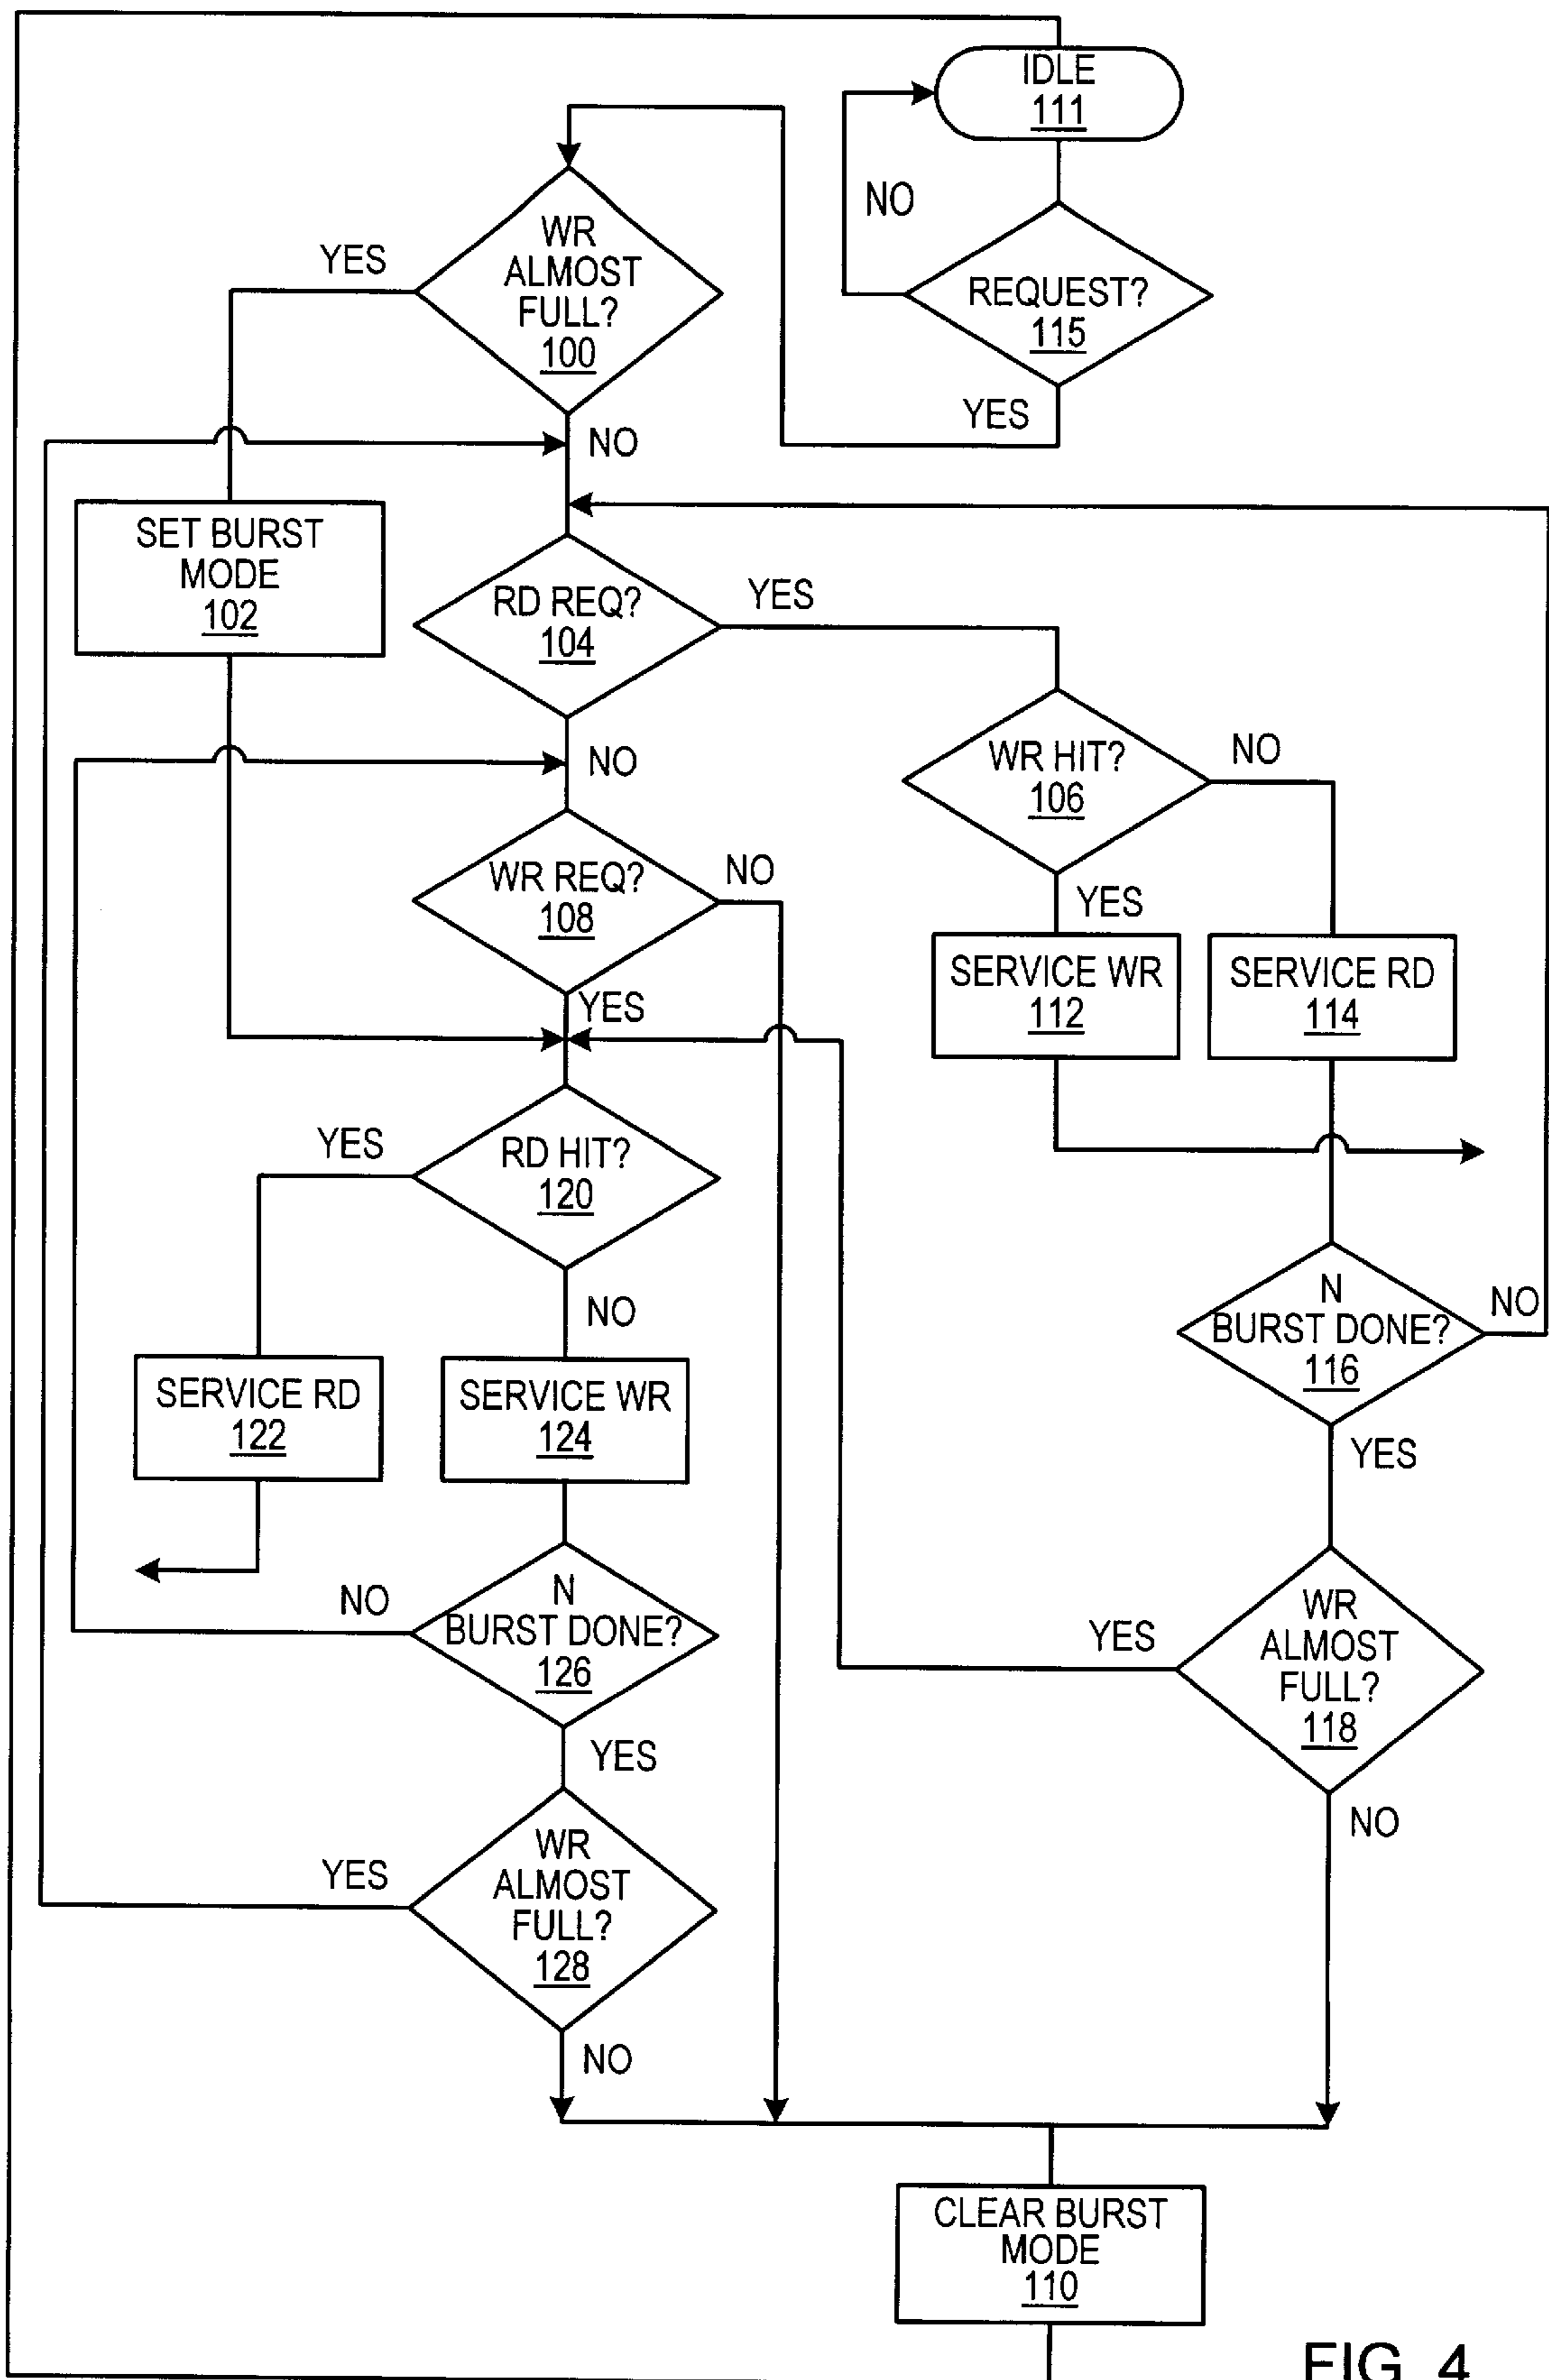 IDLE
111
NO
REQUEST?
115
YES
WR
ALMOST
FULL?
100
YES
NO
SET BURST
MODE
102
RD REQ?
104
YES
NO
WR HIT?
106
NO
YES
WR REQ?
108
NO
YES
SERVICE WR
112
SERVICE RD
114
RD HIT?
120
YES
NO
N
BURST DONE?
116
NO
YES
SERVICE RD
122
SERVICE WR
124
N
BURST DONE?
126
NO
YES
WR
ALMOST
FULL?
118
YES
NO
WR
ALMOST
FULL?
128
YES
NO
CLEAR BURST
MODE
110
FIG. 4